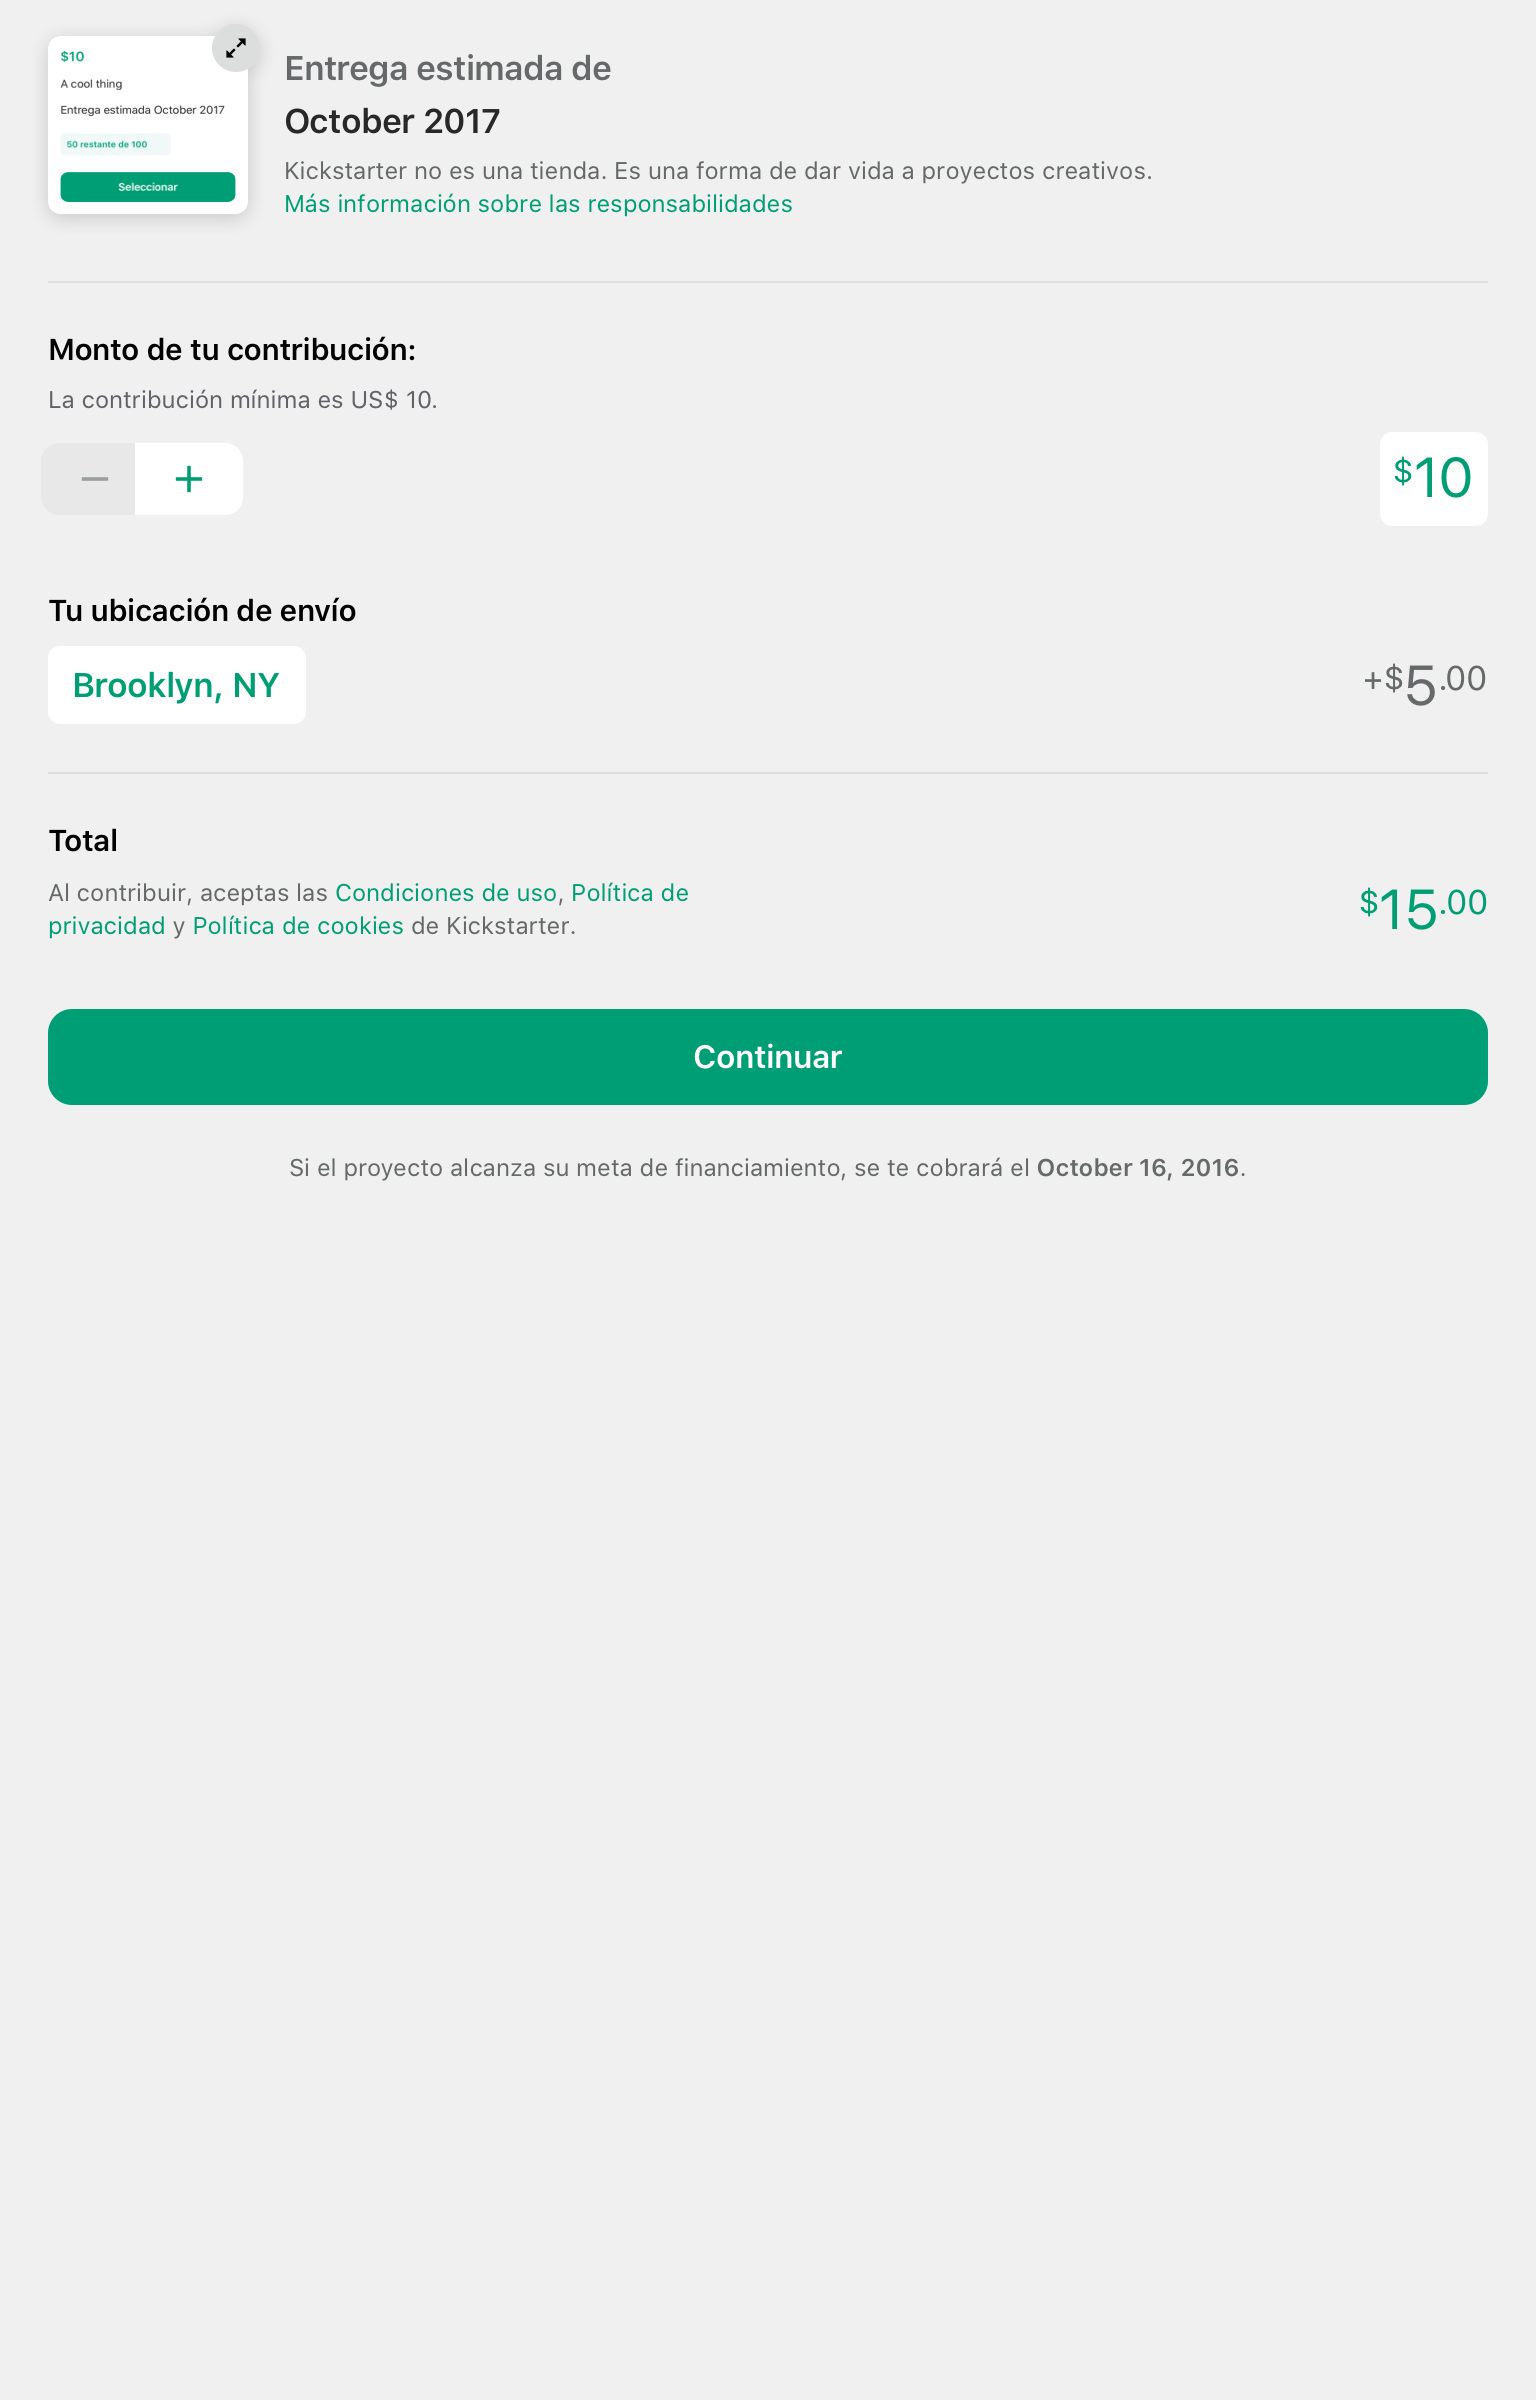 $10
A cool thing
Entrega estimada October 2017
50 restante de 100
Seleccionar
Entrega estimada de
October 2017
Kickstarter no es una tienda. Es una forma de dar vida a proyectos creativos.
Más información sobre las responsabilidades
Monto de tu contribución:
La contribución mínima es US$ 10.
$10
Tu ubicación de envío
Brooklyn, NY
+$5.00
Total
Al contribuir, aceptas las Condiciones de uso, Política de
privacidad y Política de cookies de Kickstarter.
$15.00
Continuar
Si el proyecto alcanza su meta de financiamiento, se te cobrará el October 16, 2016.